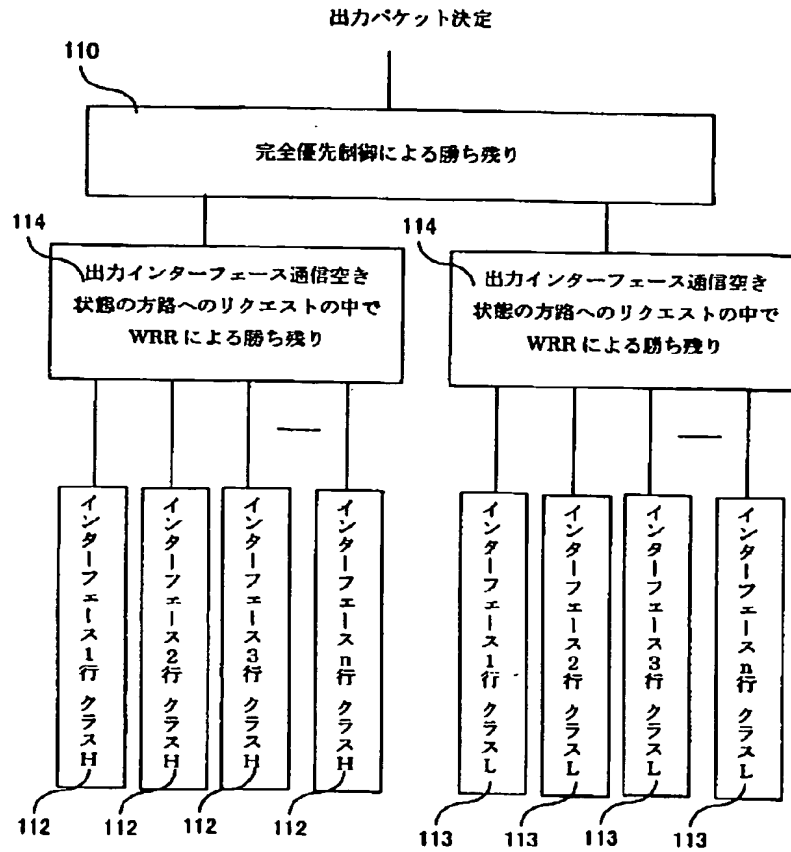 出力パケット決定
110
完全優先制御による勝ち残り
114
出力インターフェース通信空き
状態の方路へのリクエストの中で
WRRによる勝ち残り
114
出力インターフェース通信空き
状態の方路へのリクエストの中で
WRRによる勝ち残り
インターフェース1行 クラスH
インターフェース2行 クラスH
インターフェース3行 クラスH
インターフェースn行 クラスH
インターフェース1行 クラスL
インターフェース2行 クラスL
インターフェース3行 クラスL
インターフェースn行 クラスL
112
112
112
112
113
113
113
113